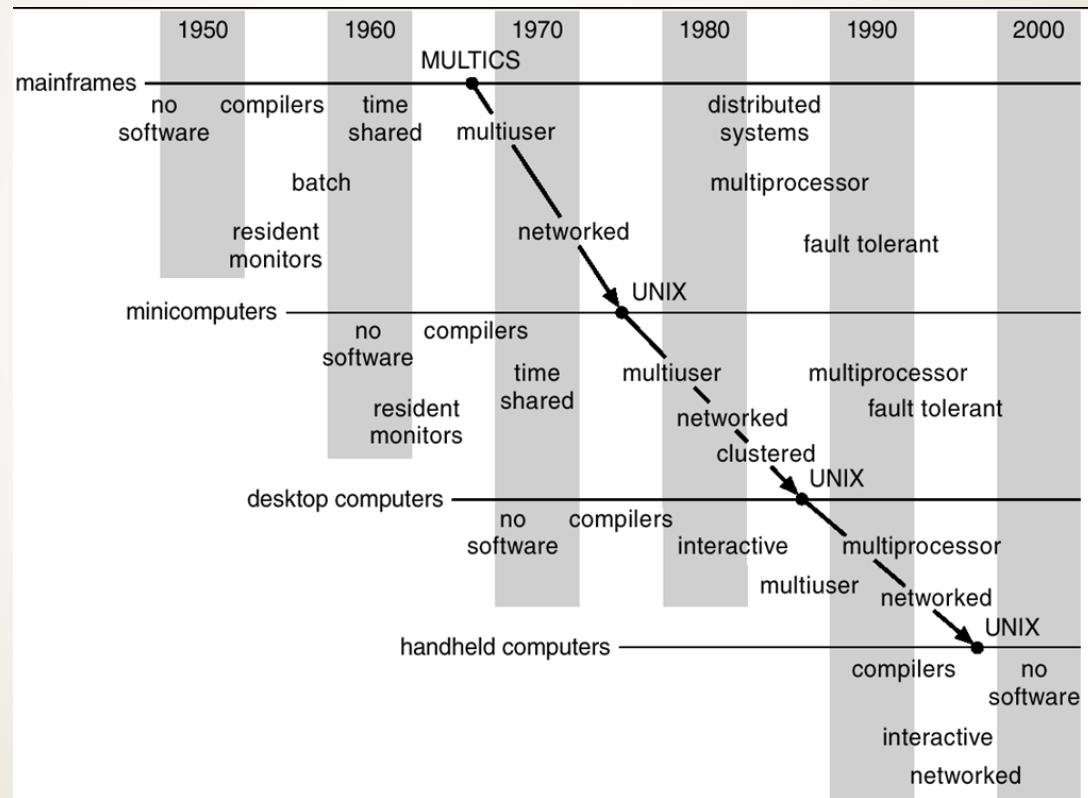 1950 1960 1970 1980 1990 2000
MULTICS
mainframes
no compilers time distributed
software shared multiuser systems
batch multiprocessor
resident networked fault tolerant
monitors
UNIX
minicomputers
no compilers
software
time multiuser multiprocessor
shared
resident networked fault tolerant
monitors
clustered
UNIX
desktop computers
no compilers
software interactive multiprocessor
multiuser networked
UNIX
handheld computers
compilers no
software
interactive
networked